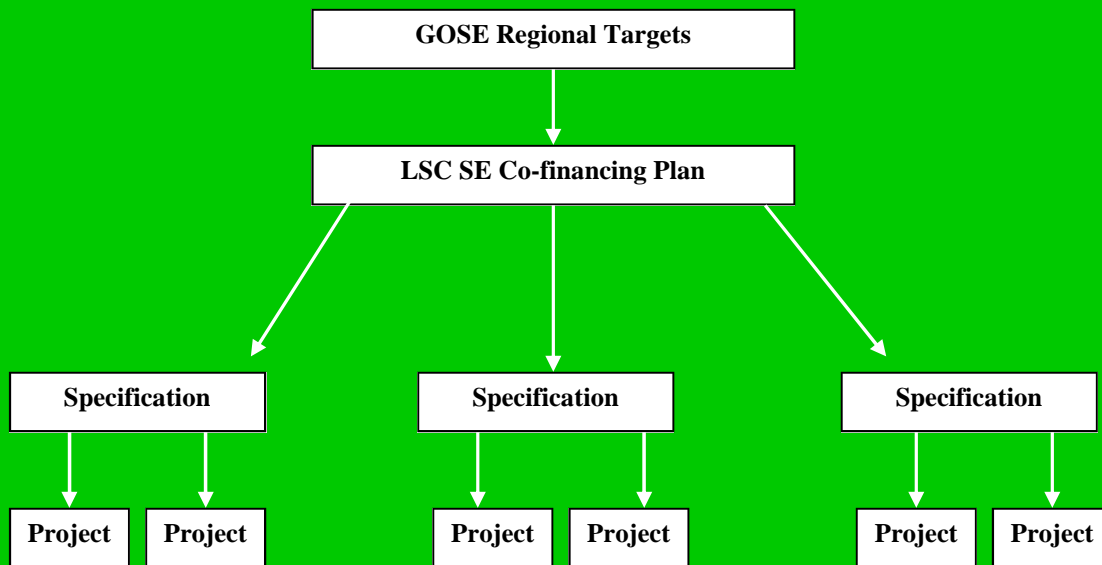 GOSE Regional Targets
LSC SE Co-financing Plan
Specification
Specification
Specification
Project
Project
Project
Project
Project
Project